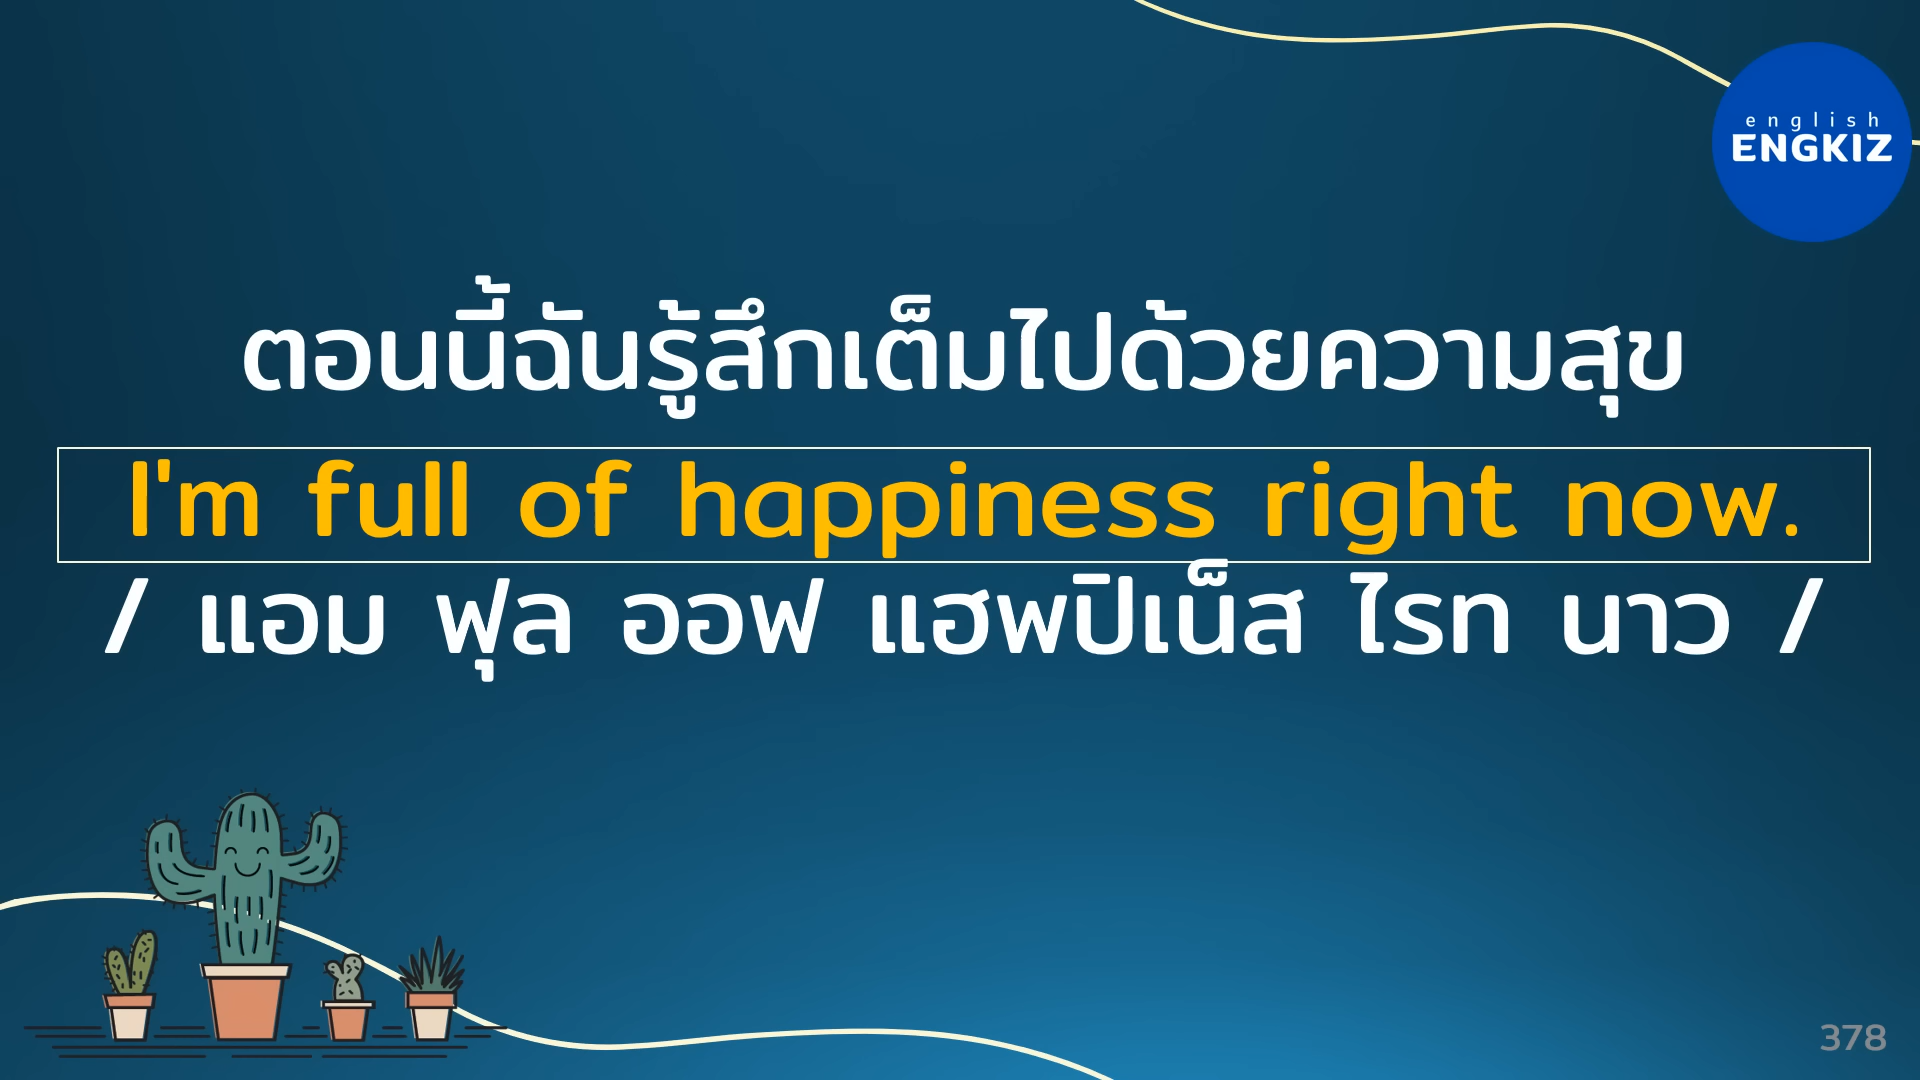 english
ENGKIZ
ตอนนี้ฉันรู้สึกเต็มไปด้วยความสุข
I'm full of happiness right now.
/ แอม ฟุล ออฟ แฮพปิเน็ส ไรท นาว /
378